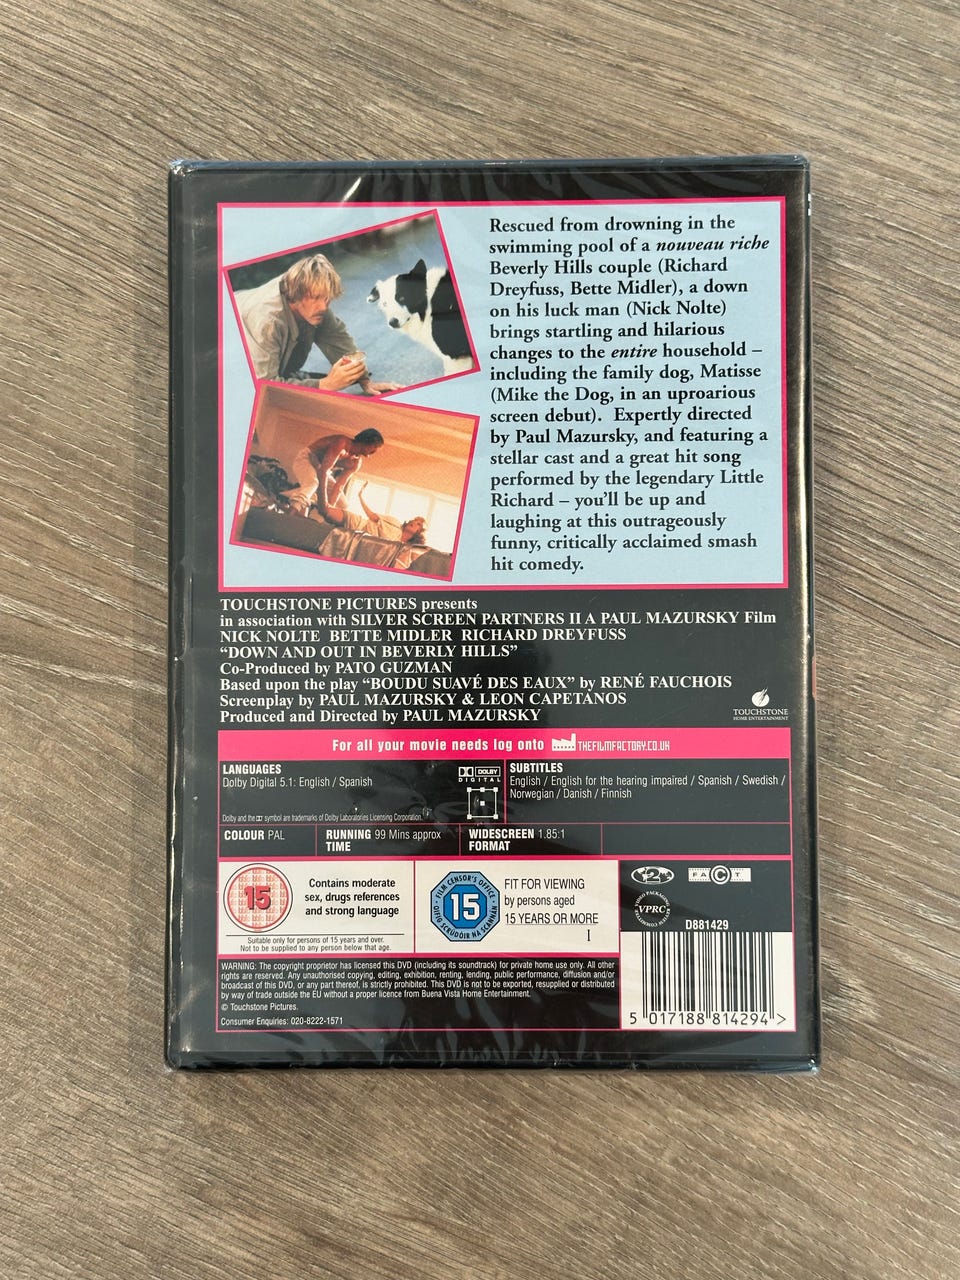 Rescued from drowning in the
swimming pool of a nouveau riche
Beverly Hills couple (Richard
Dreyfuss, Bette Midler), a down
on his luck man (Nick Nolte)
brings startling and hilarious
changes to the entire household –
including the family dog, Matisse
(Mike the Dog, in an uproarious
screen debut). Expertly directed
by Paul Mazursky, and featuring a
stellar cast and a great hit song
performed by the legendary Little
Richard – you'll be up and
laughing at this outrageously
funny, critically acclaimed smash
hit comedy.
TOUCHSTONE PICTURES presents
in association with SILVER SCREEN PARTNERS II A PAUL MAZURSKY Film
NICK NOLTE BETTE MIDLER RICHARD DREYFUSS
“DOWN AND OUT IN BEVERLY HILLS”
Co-Produced by PATO GUZMAN
Based upon the play “BOUDU SUAVÉ DES EAUX” by RENÉ FAUCHOIS
Screenplay by PAUL MAZURSKY & LEON CAPETANOS
Produced and Directed by PAUL MAZURSKY
TOUCHSTONE
HOME ENTERTAINMENT
For all your movie needs log onto THEFILMFACTORY.CO.UK
LANGUAGES
Dolby Digital 5.1: English / Spanish
DOLBY
DIGITAL
Dolby and the symbol are trademarks of Dolby Laboratories Licensing Corporation.
SUBTITLES
English / English for the hearing impaired / Spanish / Swedish /
Norwegian / Danish / Finnish
COLOUR PAL
RUNNING TIME 99 Mins approx
WIDESCREEN FORMAT 1.85:1
15
Contains moderate
sex, drugs references
and strong language
Suitable only for persons of 15 years and over.
Not to be supplied to any person below that age.
FILM CENSOR'S OFFICE
15
OIFIG SCRÚDÓIR NA SCANNÁN
FIT FOR VIEWING
by persons aged
15 YEARS OR MORE
I
2
FACT
VIDEO PACKAGING REVIEW COMMITTEE
VPRC
D881429
WARNING: The copyright proprietor has licensed this DVD (including its soundtrack) for private home use only. All other
rights are reserved. Any unauthorised copying, editing, exhibition, renting, lending, public performance, diffusion and/or
broadcast of this DVD, or any part thereof, is strictly prohibited. This DVD is not to be exported, resupplied or distributed
by way of trade outside the EU without a proper licence from Buena Vista Home Entertainment.
© Touchstone Pictures.
Consumer Enquiries: 020-8222-1571
5 017188 814294 >